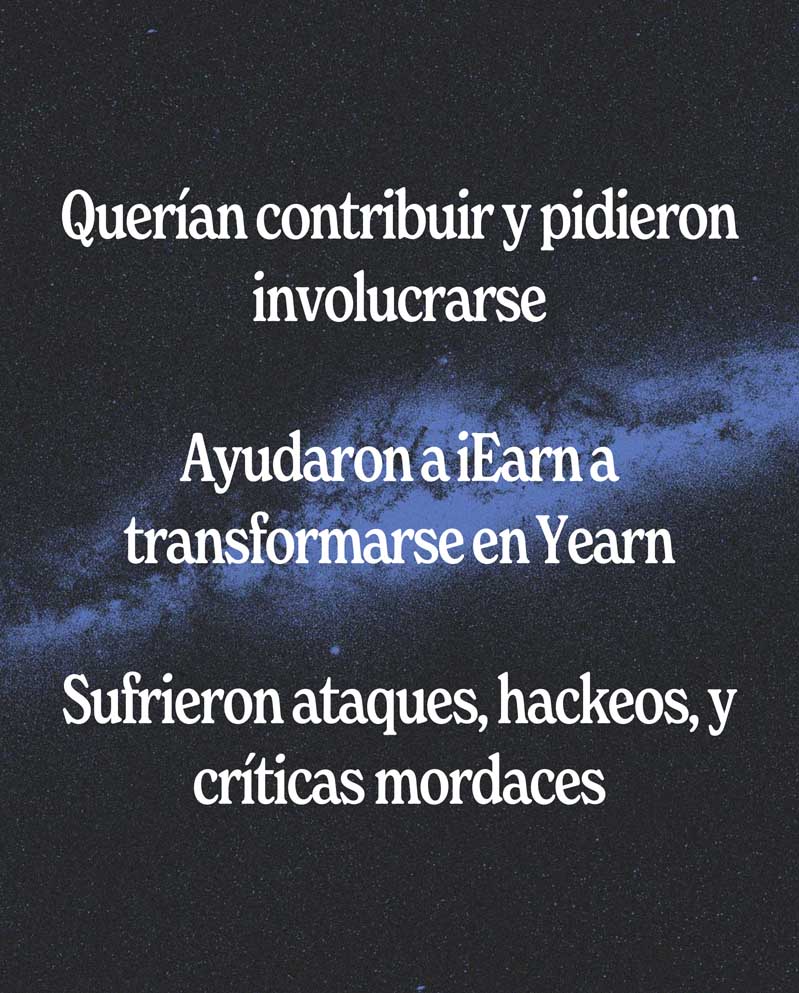 Querían contribuir y pidieron
involucrarse
Ayudaron a iEarn a
transformarse en Yearn
Sufrieron ataques, hackeos, y
críticas mordaces